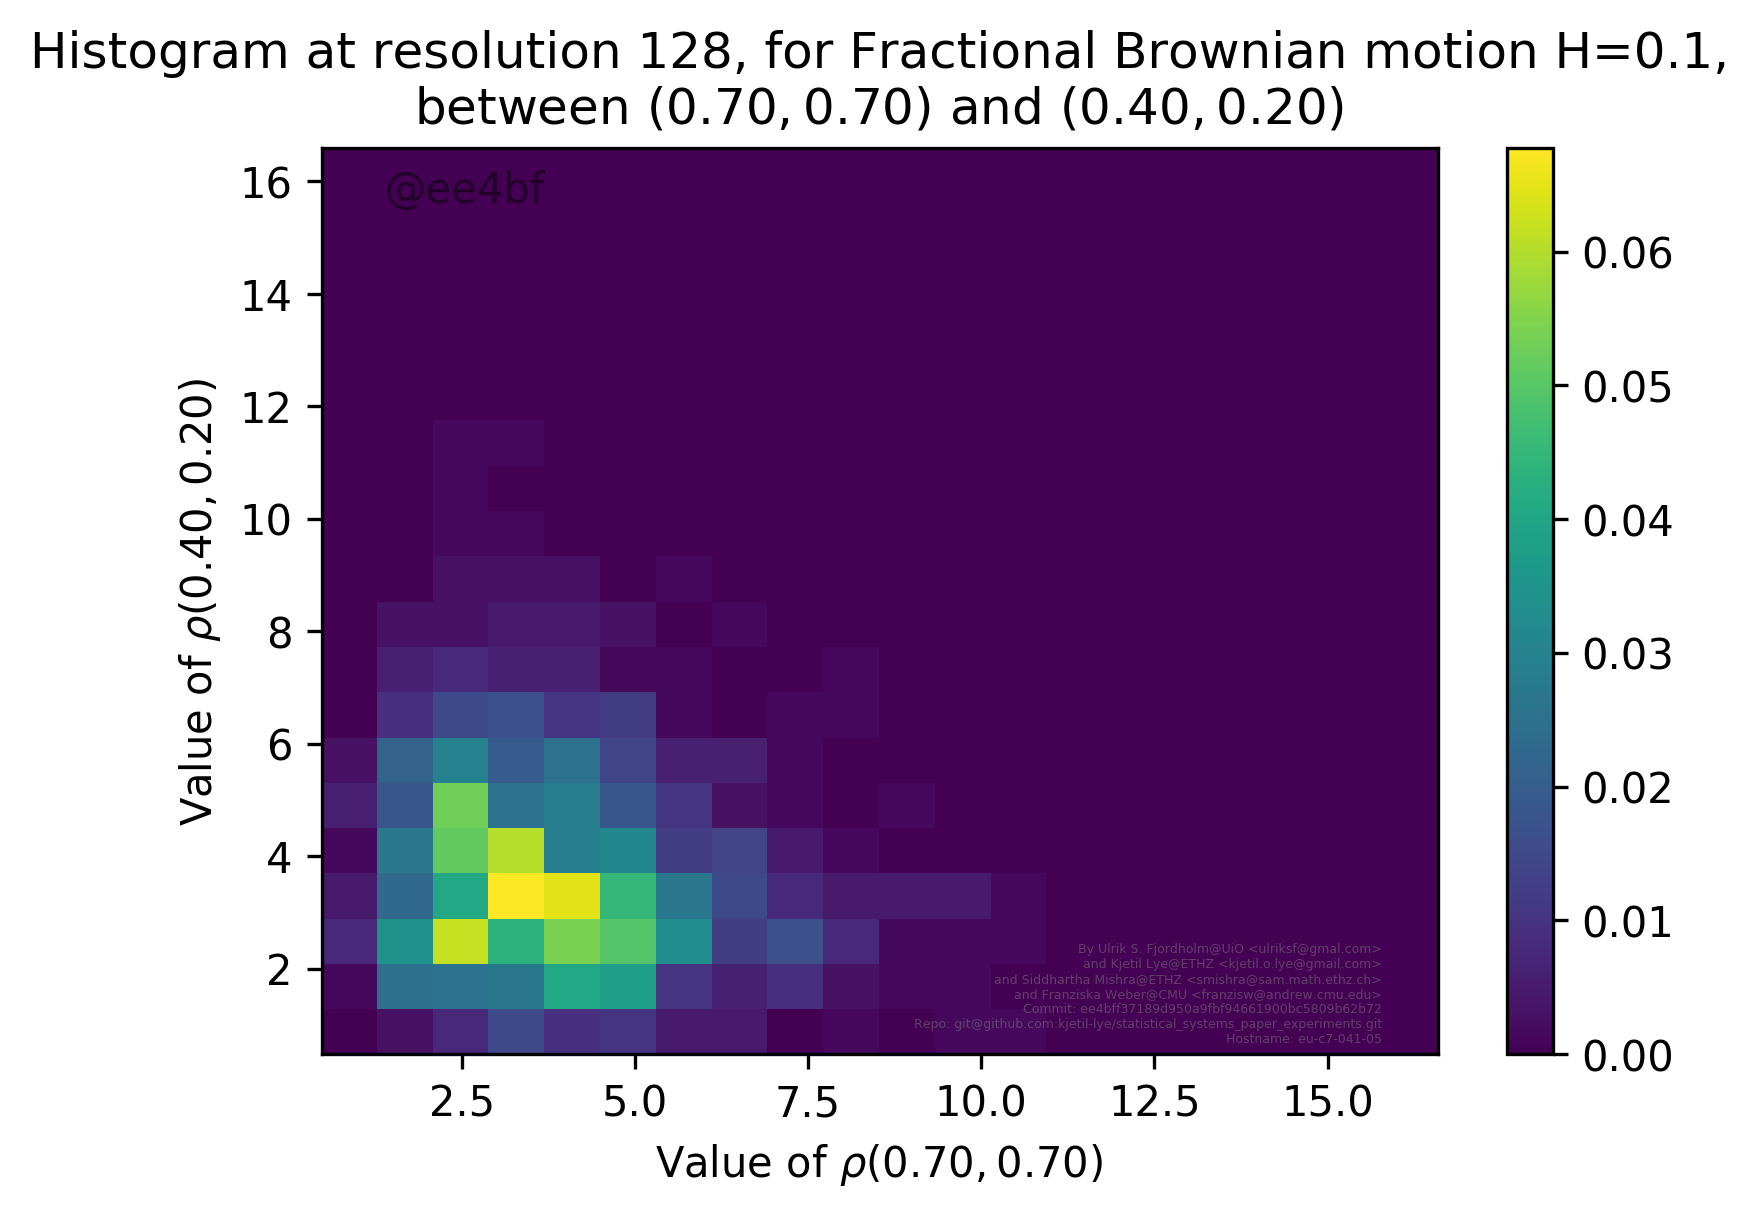 Histogram at resolution 128, for Fractional Brownian motion H=0.1,
between (0.70, 0.70) and (0.40, 0.20)
@ee4bf
16
14
12
10
8
6
4
2
Value of ρ(0.40, 0.20)
2.5 5.0 7.5 10.0 12.5 15.0
Value of ρ(0.70, 0.70)
0.06
0.05
0.04
0.03
0.02
0.01
0.00
By Ulrik S. Fjordholm@UiO <ulriksf@gmal.com>
and Kjetil Lye@ETHZ <kjetil.o.lye@gmail.com>
and Siddhartha Mishra@ETHZ <smishra@sam.math.ethz.ch>
and Franziska Weber@CMU <franzisw@andrew.cmu.edu>
Commit: ee4bff37189d950a9fbf94661900bc5809b62b72
Repo: git@github.com:kjetil-lye/statistical_systems_paper_experiments.git
Hostname: eu-c7-041-05